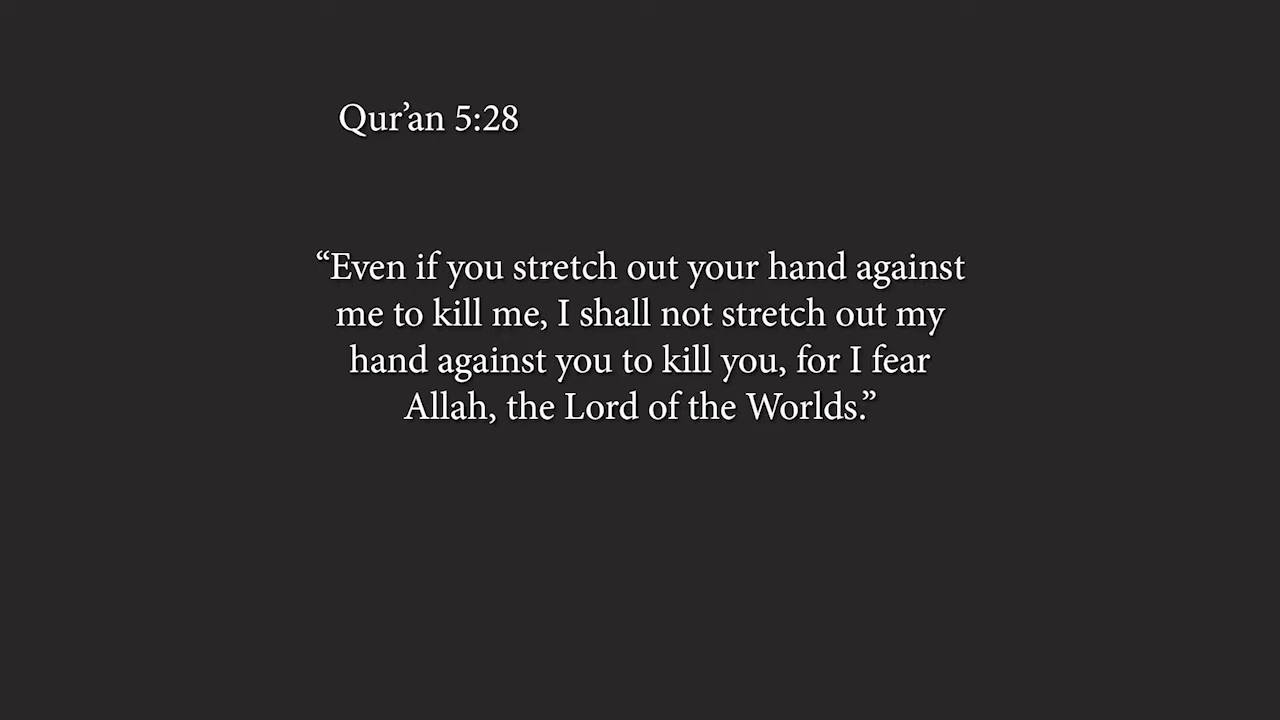 Qur’an 5:28
“Even if you stretch out your hand against
me to kill me, I shall not stretch out my
hand against you to kill you, for I fear
Allah, the Lord of the Worlds.”